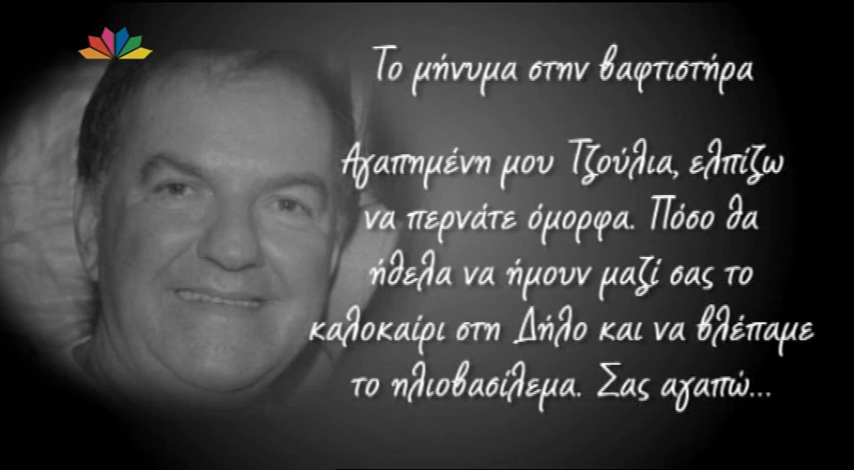 Το μήνυμα στην βαφτιστήρα
Αγαπημένη μου Τζούλια, ελπίζω
να περνάτε όμορφα. Πόσο θα
ήθελα να ήμουν μαζί σας το
καλοκαίρι στη Δήλο και να βλέπαμε
το ηλιοβασίλεμα. Σας αγαπώ...